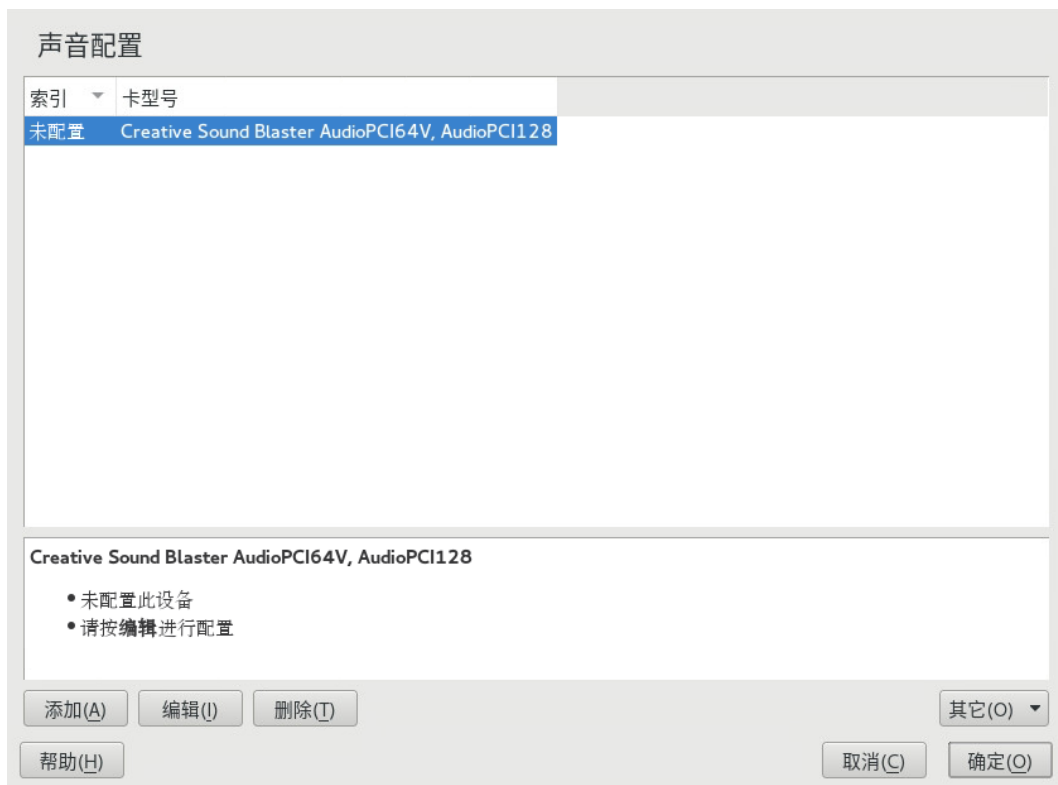 声音配置
索引 卡型号
未配置 Creative Sound Blaster AudioPCI64V, AudioPCI128
Creative Sound Blaster AudioPCI64V, AudioPCI128
• 未配置此设备
• 请按编辑进行配置
添加(A) 编辑(I) 删除(T) 其它(O)
帮助(H) 取消(C) 确定(O)